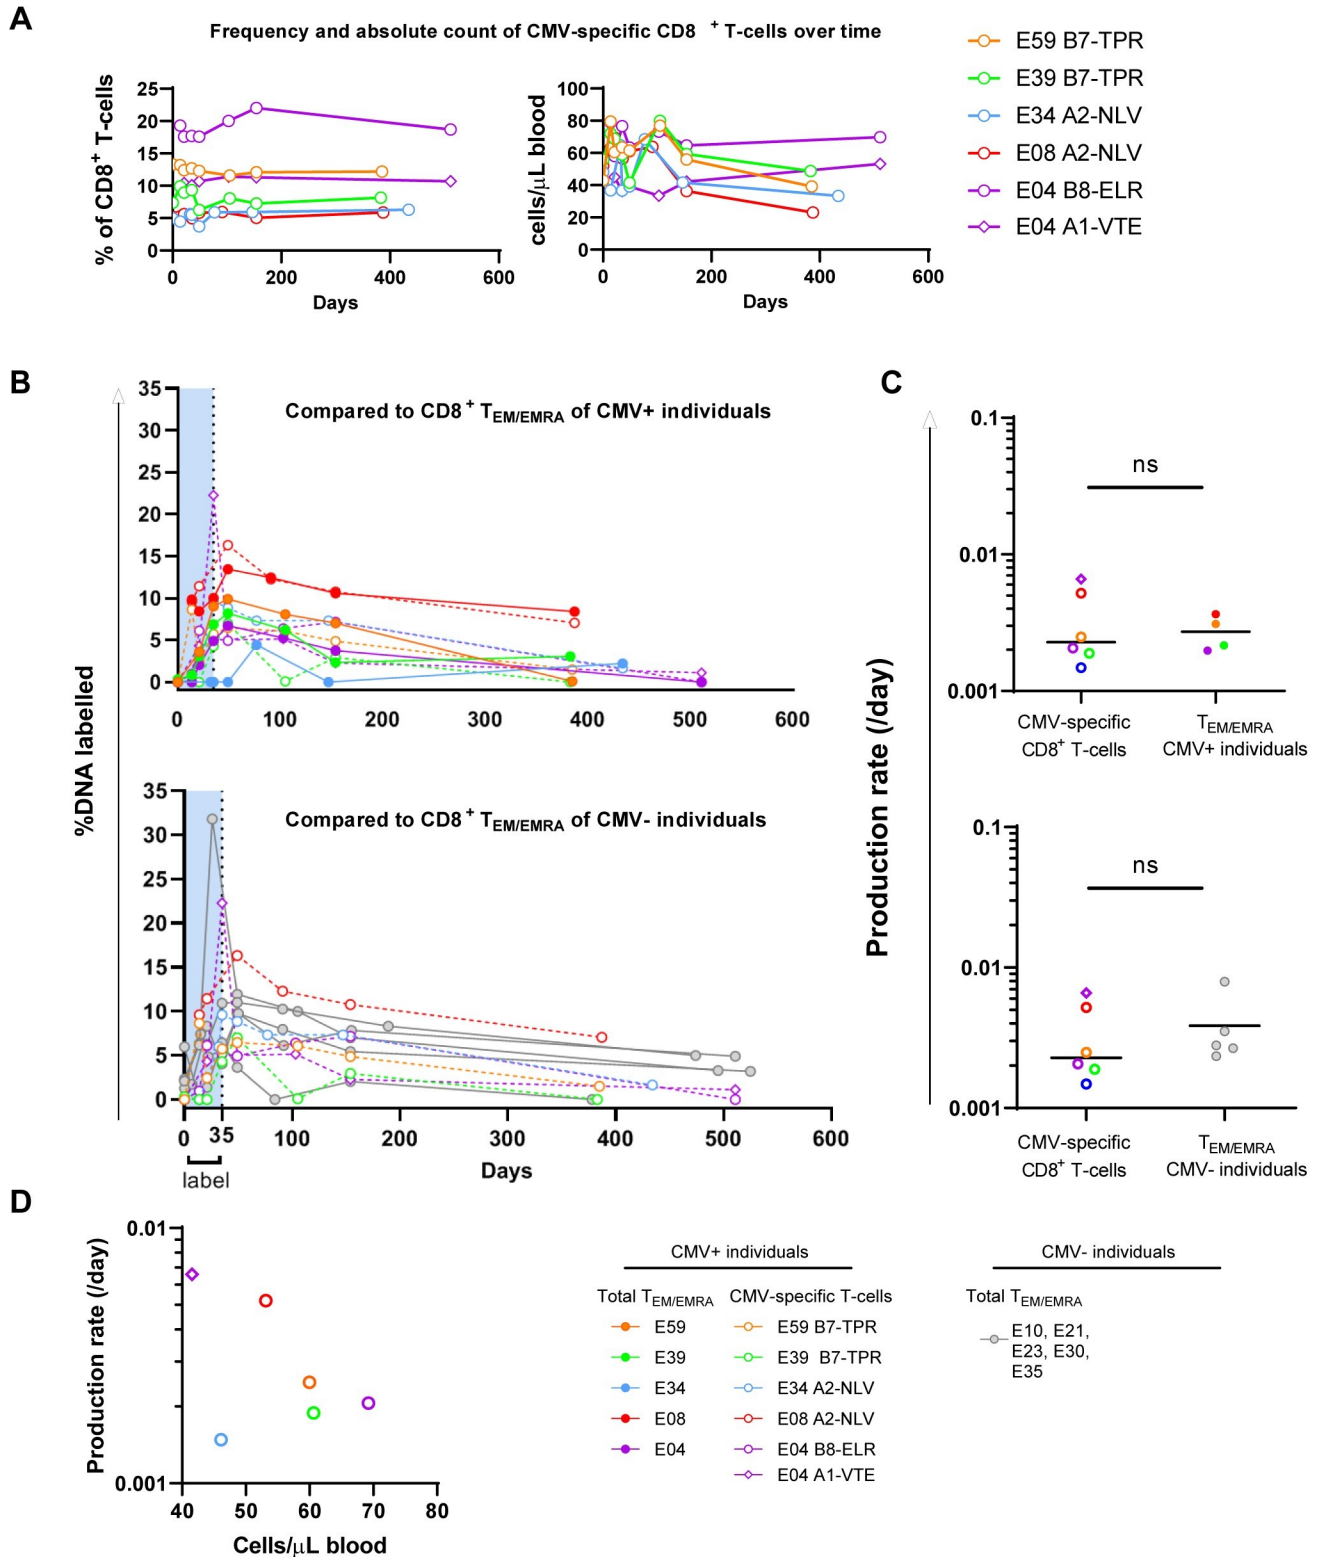 A
Frequency and absolute count of CMV-specific CD8 + T-cells over time
% of CD8+ T-cells
25
20
15
10
5
0
0 200 400 600
Days
cells/μL blood
100
80
60
40
20
0
0 200 400 600
Days
E59 B7-TPR
E39 B7-TPR
E34 A2-NLV
E08 A2-NLV
E04 B8-ELR
E04 A1-VTE
B
%DNA labelled
Compared to CD8+ TEM/EMRA of CMV+ individuals
35
30
25
20
15
10
5
0
0 100 200 300 400 500 600
Compared to CD8+ TEM/EMRA of CMV- individuals
35
30
25
20
15
10
5
0
0 35 100 200 300 400 500 600
label
Days
C
Production rate (/day)
0.1
0.01
0.001
ns
CMV-specific
CD8+ T-cells
TEM/EMRA
CMV+ individuals
0.1
0.01
0.001
ns
CMV-specific
CD8+ T-cells
TEM/EMRA
CMV- individuals
D
Production rate (/day)
0.01
0.001
40 50 60 70 80
Cells/μL blood
CMV+ individuals
Total TEM/EMRA CMV-specific T-cells
E59 E59 B7-TPR
E39 E39 B7-TPR
E34 E34 A2-NLV
E08 E08 A2-NLV
E04 E04 B8-ELR
E04 A1-VTE
CMV- individuals
Total TEM/EMRA
E10, E21,
E23, E30,
E35